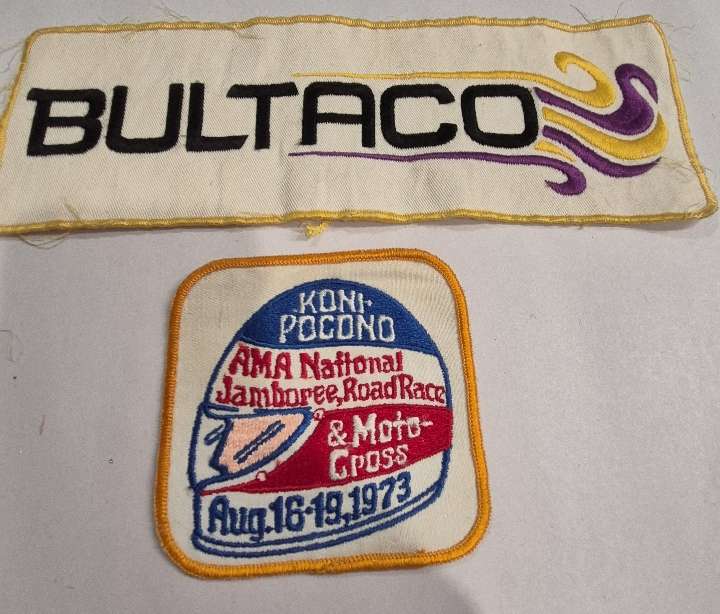 BULTACO
KONI-
POCONO
AMA National
Jamboree, Road Race
& Moto-
Cross
Aug. 16-19, 1973